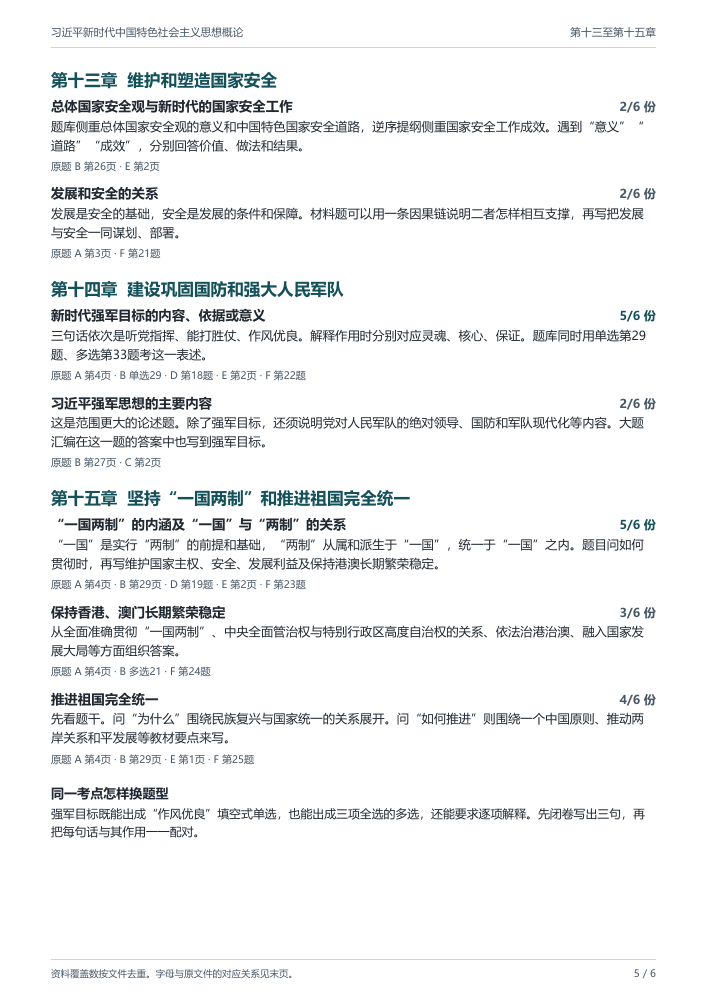 习近平新时代中国特色社会主义思想概论 第十三至第十五章
第十三章 维护和塑造国家安全
总体国家安全观与新时代的国家安全工作 2/6 份
题库侧重总体国家安全观的意义和中国特色国家安全道路，逆序提纲侧重国家安全工作成效。遇到“意义”“
道路”“成效”，分别回答价值、做法和结果。
原题 B 第26页 · E 第2页
发展和安全的关系 2/6 份
发展是安全的基础，安全是发展的条件和保障。材料题可以用一条因果链说明二者怎样相互支撑，再写把发展
与安全一同谋划、部署。
原题 A 第3页 · F 第21题
第十四章 建设巩固国防和强大人民军队
新时代强军目标的内容、依据或意义 5/6 份
三句话依次是听党指挥、能打胜仗、作风优良。解释作用时分别对应灵魂、核心、保证。题库同时用单选第29
题、多选第33题考这一表述。
原题 A 第4页 · B 单选29 · D 第18题 · E 第2页 · F 第22题
习近平强军思想的主要内容 2/6 份
这是范围更大的论述题。除了强军目标，还须说明党对人民军队的绝对领导、国防和军队现代化等内容。大题
汇编在这一题的答案中也写到强军目标。
原题 B 第27页 · C 第2页
第十五章 坚持“一国两制”和推进祖国完全统一
“一国两制”的内涵及“一国”与“两制”的关系 5/6 份
“一国”是实行“两制”的前提和基础，“两制”从属和派生于“一国”，统一于“一国”之内。题目问如何
贯彻时，再写维护国家主权、安全、发展利益及保持港澳长期繁荣稳定。
原题 A 第4页 · B 第29页 · D 第19题 · E 第2页 · F 第23题
保持香港、澳门长期繁荣稳定 3/6 份
从全面准确贯彻“一国两制”、中央全面管治权与特别行政区高度自治权的关系、依法治港治澳、融入国家发
展大局等方面组织答案。
原题 A 第4页 · B 多选21 · F 第24题
推进祖国完全统一 4/6 份
先看题干。问“为什么”围绕民族复兴与国家统一的关系展开。问“如何推进”则围绕一个中国原则、推动两
岸关系和平发展等教材要点来写。
原题 A 第4页 · B 第29页 · E 第1页 · F 第25题
同一考点怎样换题型
强军目标既能出成“作风优良”填空式单选，也能出成三项全选的多选，还能要求逐项解释。先闭卷写出三句，再
把每句话与其作用一一配对。
资料覆盖数按文件去重。字母与原文件的对应关系见末页。 5 / 6